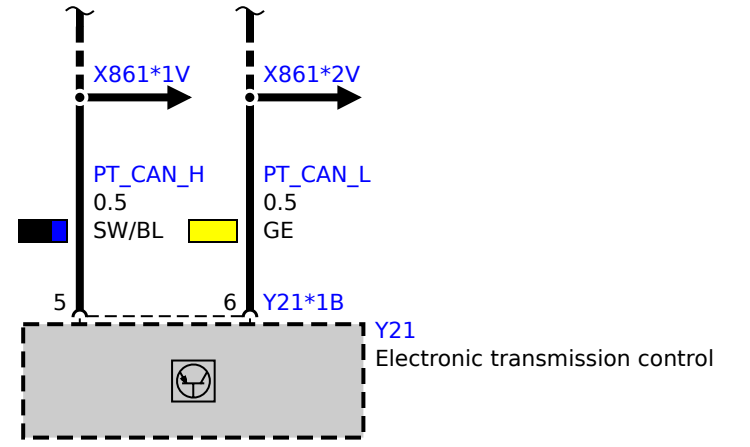 X861*1V
X861*2V
PT_CAN_H
0.5
SW/BL
PT_CAN_L
0.5
GE
5
6
Y21*1B
Y21
Electronic transmission control